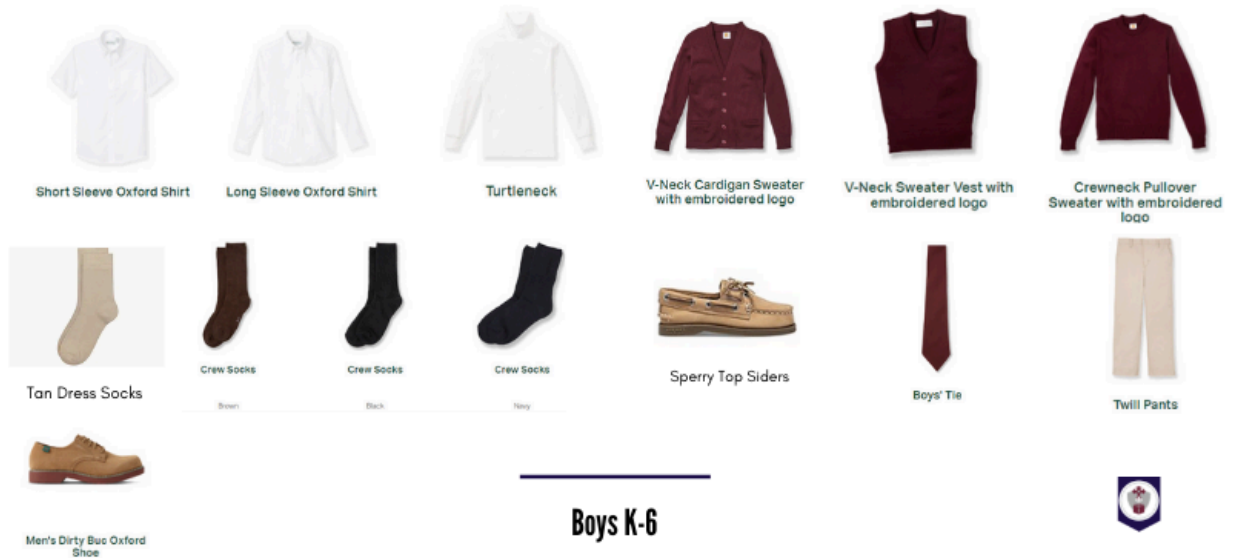 Short Sleeve Oxford Shirt
Long Sleeve Oxford Shirt
Turtleneck
V-Neck Cardigan Sweater
with embroidered logo
V-Neck Sweater Vest with
embroidered logo
Crewneck Pullover
Sweater with embroidered
logo
Tan Dress Socks
Crew Socks
Brown
Crew Socks
Black
Crew Socks
Navy
Sperry Top Siders
Boys' Tie
Twill Pants
Men's Dirty Buc Oxford
Shoe
Boys K-6